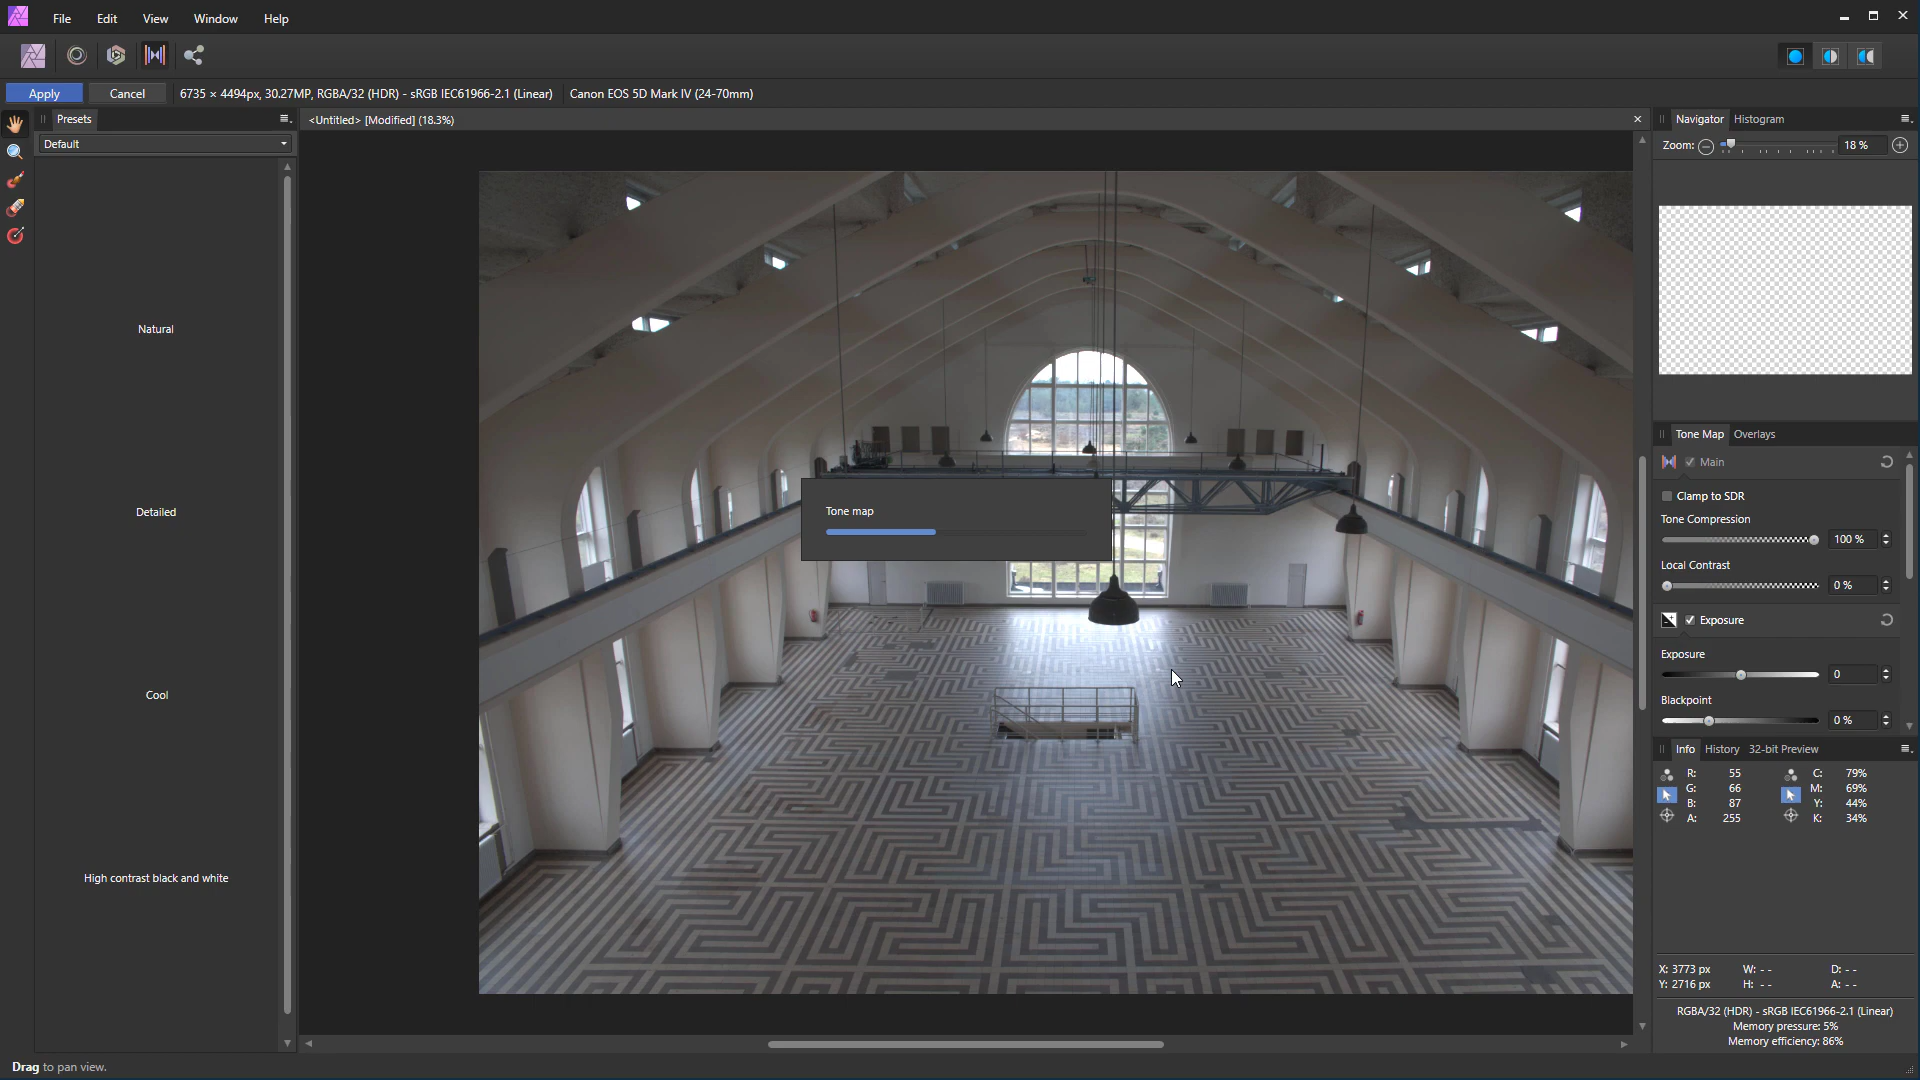 File Edit View Window Help
Apply Cancel 6735 × 4494px, 30.27MP, RGBA/32 (HDR) - sRGB IEC61966-2.1 (Linear) Canon EOS 5D Mark IV (24-70mm)
Presets
Default
Natural
Detailed
Cool
High contrast black and white
<Untitled> [Modified] (18.3%)
Tone map
Navigator Histogram
Zoom: 18 %
Tone Map Overlays
Main
Clamp to SDR
Tone Compression
100 %
Local Contrast
0 %
Exposure
Exposure
0
Blackpoint
0 %
Info History 32-bit Preview
R: 55 C: 79%
G: 66 M: 69%
B: 87 Y: 44%
A: 255 K: 34%
X: 3773 px W: - - D: - -
Y: 2716 px H: - - A: - -
RGBA/32 (HDR) - sRGB IEC61966-2.1 (Linear)
Memory pressure: 5%
Memory efficiency: 86%
Drag to pan view.